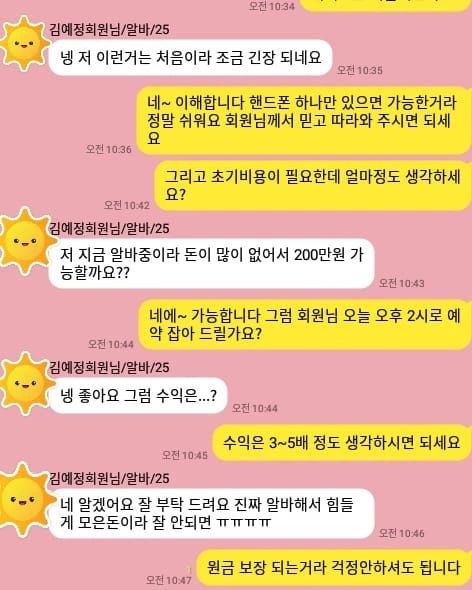 오전 10:34
김예정회원님/알바/25
넹 저 이런거는 처음이라 조금 긴장 되네요
오전 10:35
네~ 이해합니다 핸드폰 하나만 있으면 가능한거라
정말 쉬워요 회원님께서 믿고 따라와 주시면 되세
요
오전 10:36
그리고 초기비용이 필요한데 얼마정도 생각하세
요?
오전 10:42
김예정회원님/알바/25
저 지금 알바중이라 돈이 많이 없어서 200만원 가
능할까요??
오전 10:43
네에~ 가능합니다 그럼 회원님 오늘 오후 2시로 예
약 잡아 드릴가요?
오전 10:44
김예정회원님/알바/25
넹 좋아요 그럼 수익은...?
오전 10:44
수익은 3~5배 정도 생각하시면 되세요
오전 10:45
김예정회원님/알바/25
네 알겠어요 잘 부탁 드려요 진짜 알바해서 힘들
게 모은돈이라 잘 안되면 ㅠㅠㅠㅠ
오전 10:46
원금 보장 되는거라 걱정안하셔도 됩니다
오전 10:47